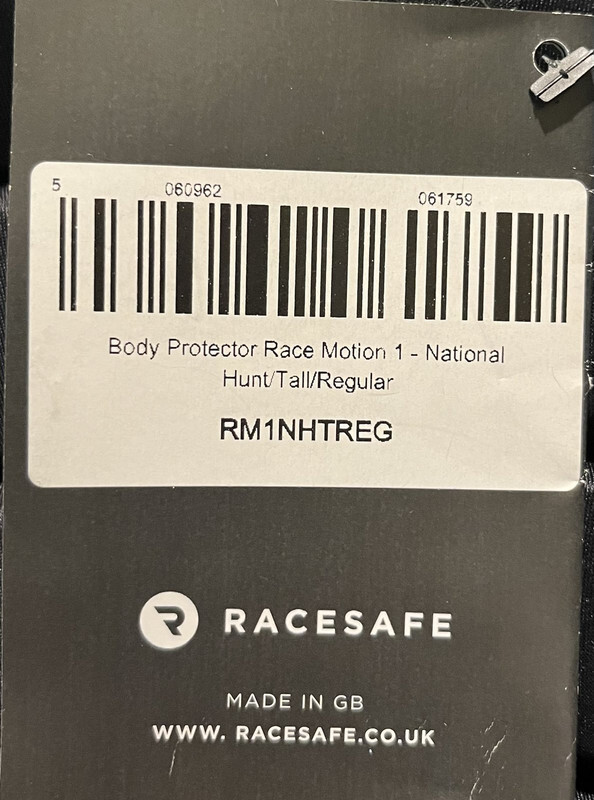 5 060962 061759
Body Protector Race Motion 1 - National
Hunt/Tall/Regular
RM1NHTREG
RACESAFE
MADE IN GB
WWW. RACESAFE.CO.UK